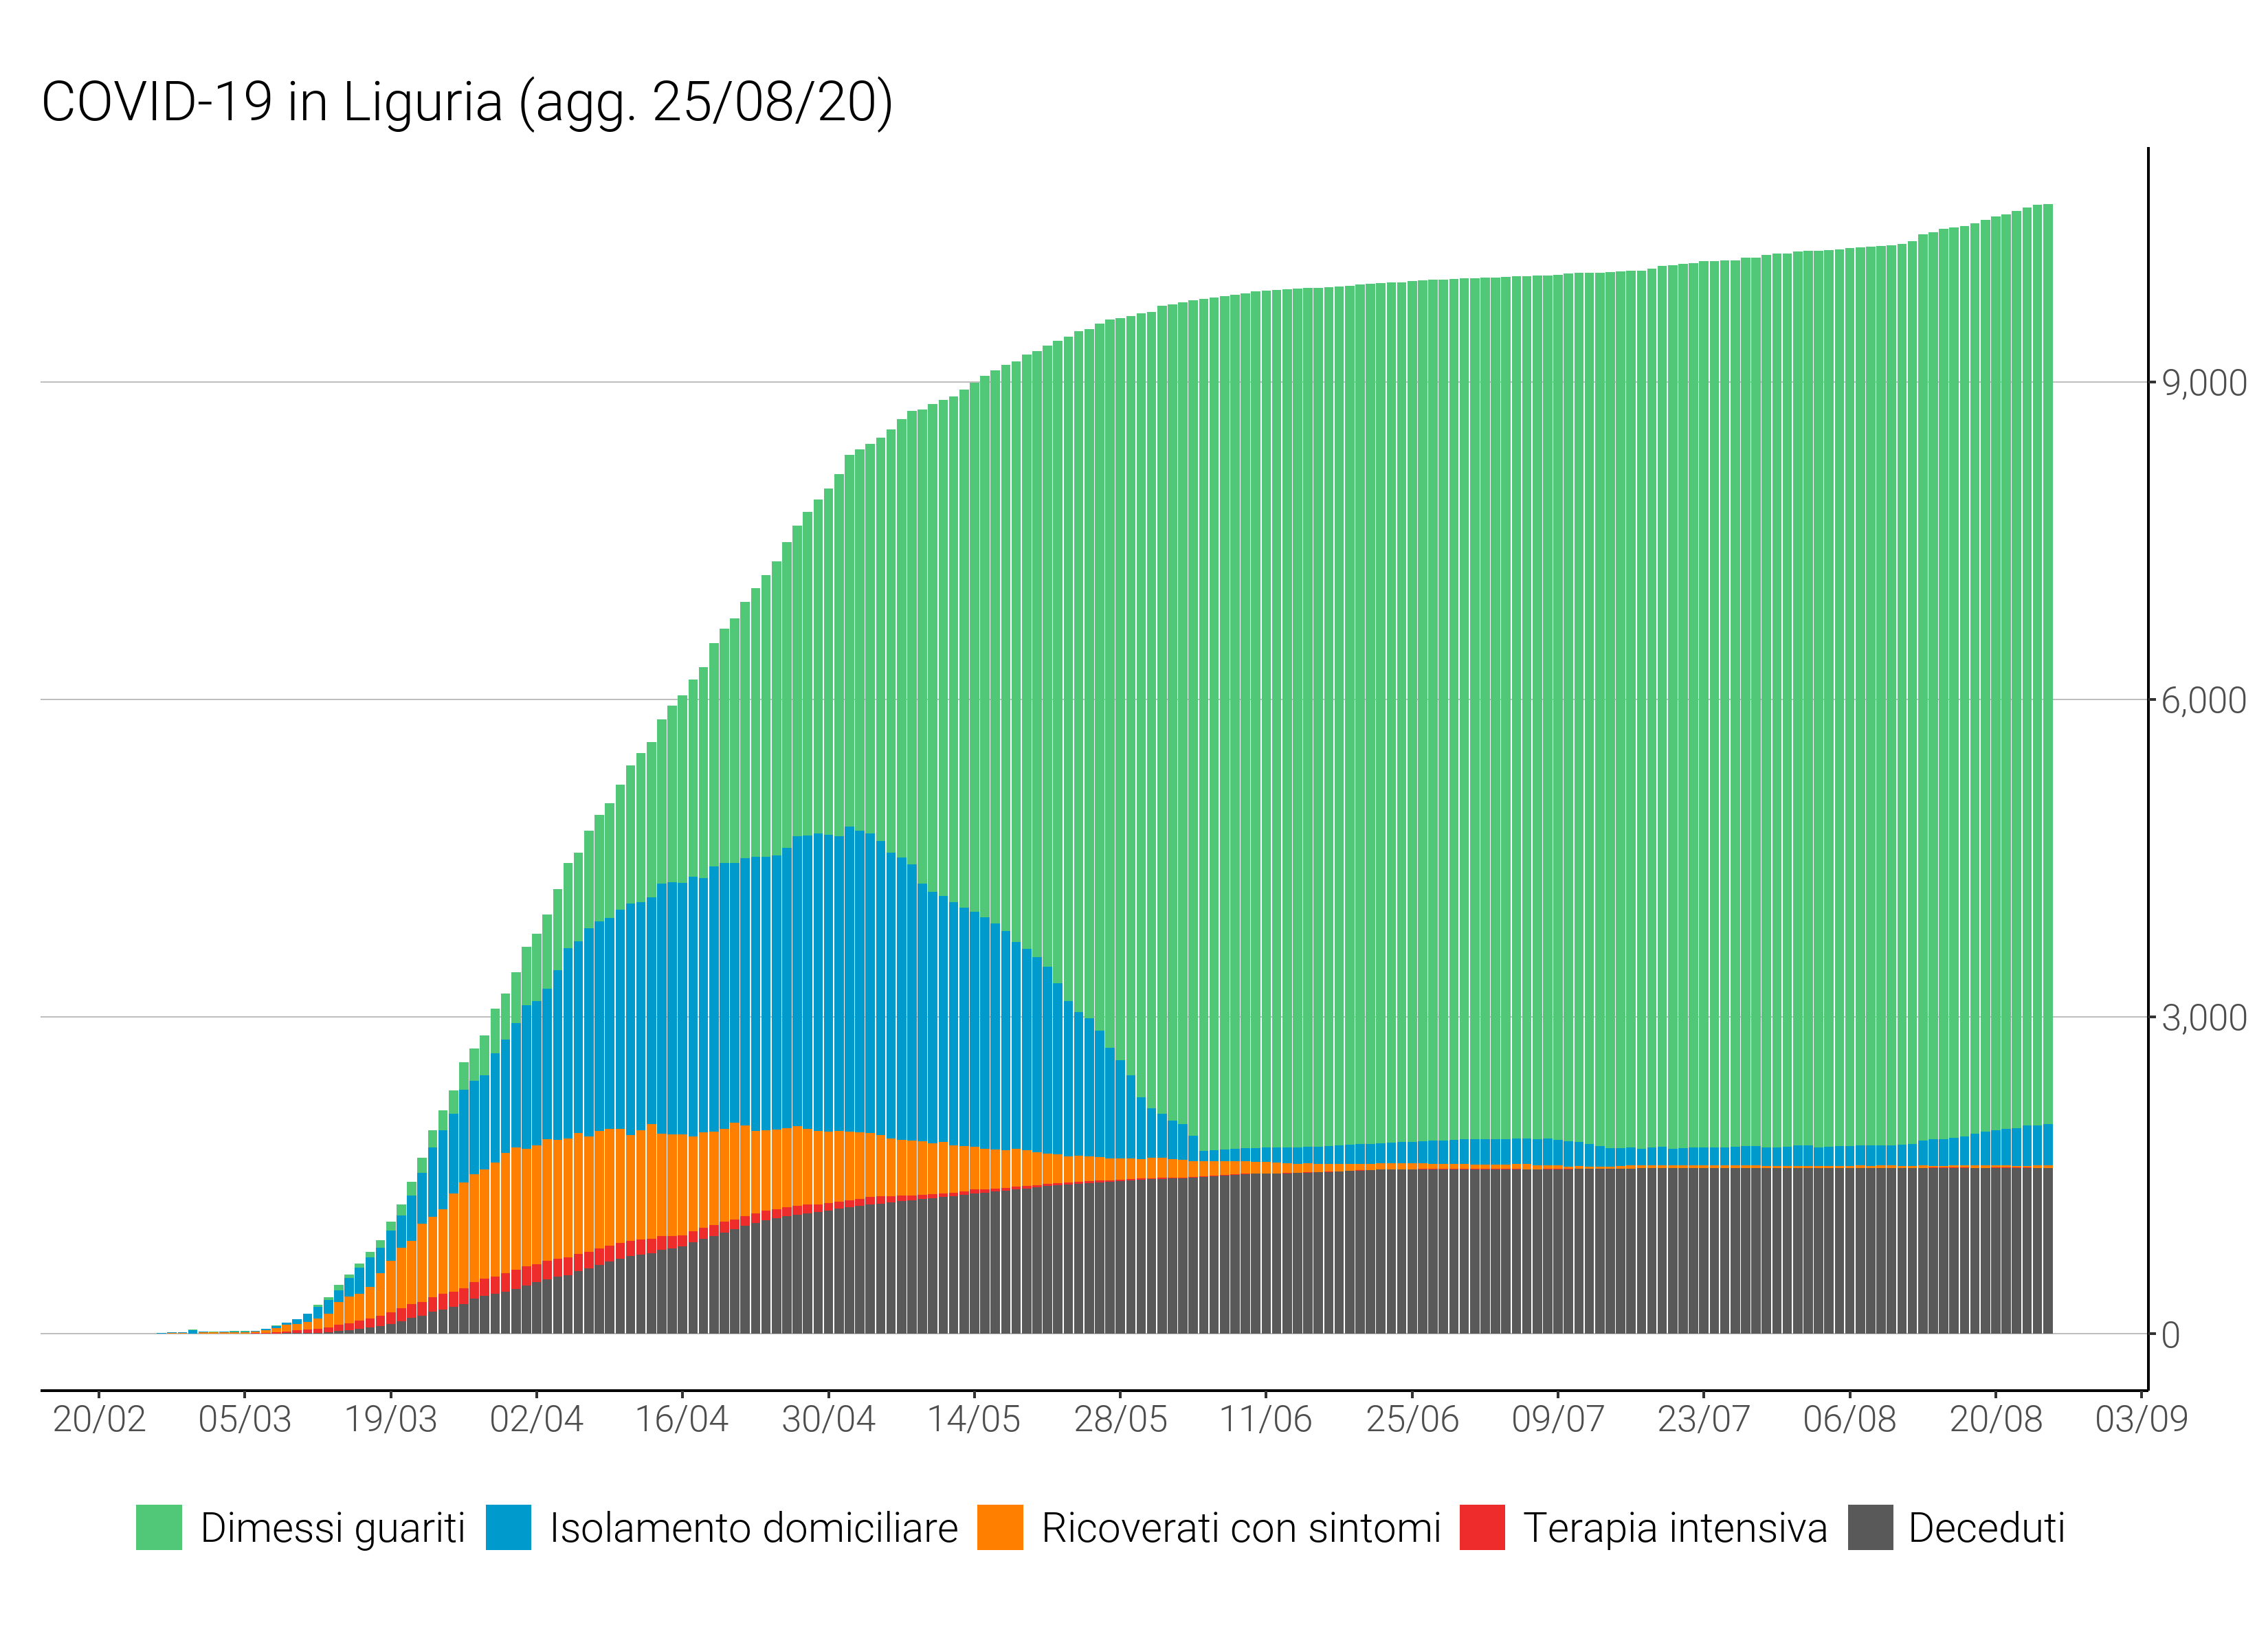 COVID-19 in Liguria (agg. 25/08/20)
9,000
6,000
3,000
0
20/02 05/03 19/03 02/04 16/04 30/04 14/05 28/05 11/06 25/06 09/07 23/07 06/08 20/08 03/09
Dimessi guariti Isolamento domiciliare Ricoverati con sintomi Terapia intensiva Deceduti